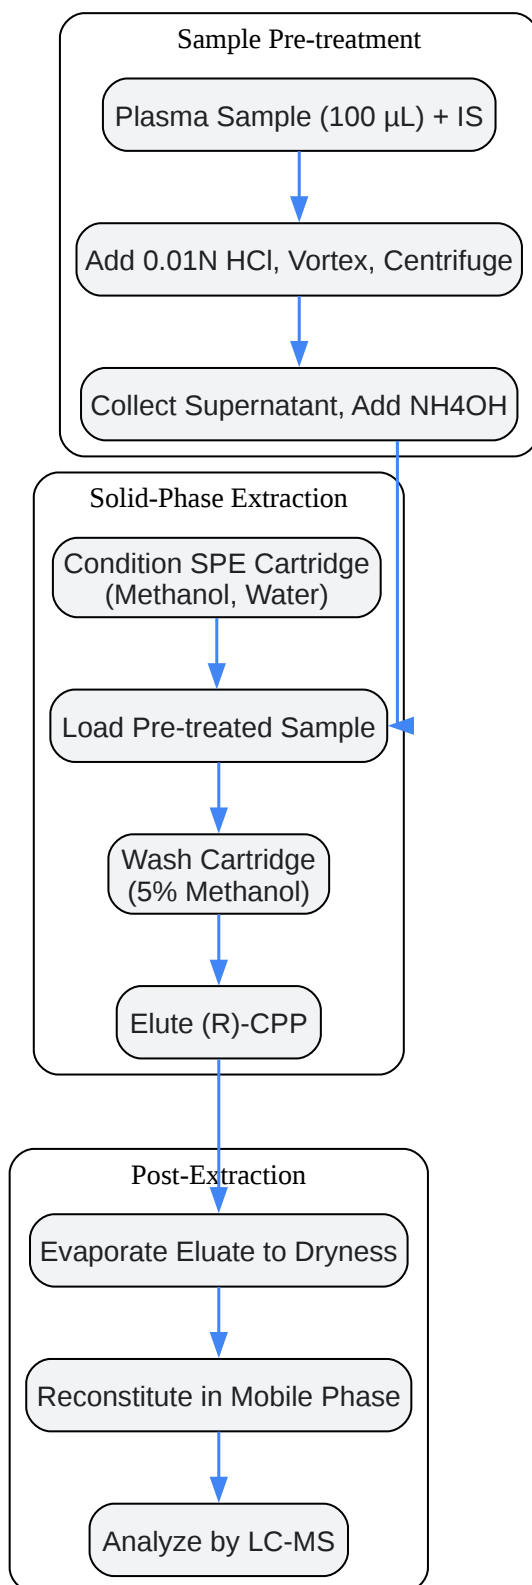 Sample Pre-treatment
Plasma Sample (100 µL) + IS
Add 0.01N HCl, Vortex, Centrifuge
Collect Supernatant, Add NH4OH
Solid-Phase Extraction
Condition SPE Cartridge
(Methanol, Water)
Load Pre-treated Sample
Wash Cartridge
(5% Methanol)
Elute (R)-CPP
Post-Extraction
Evaporate Eluate to Dryness
Reconstitute in Mobile Phase
Analyze by LC-MS